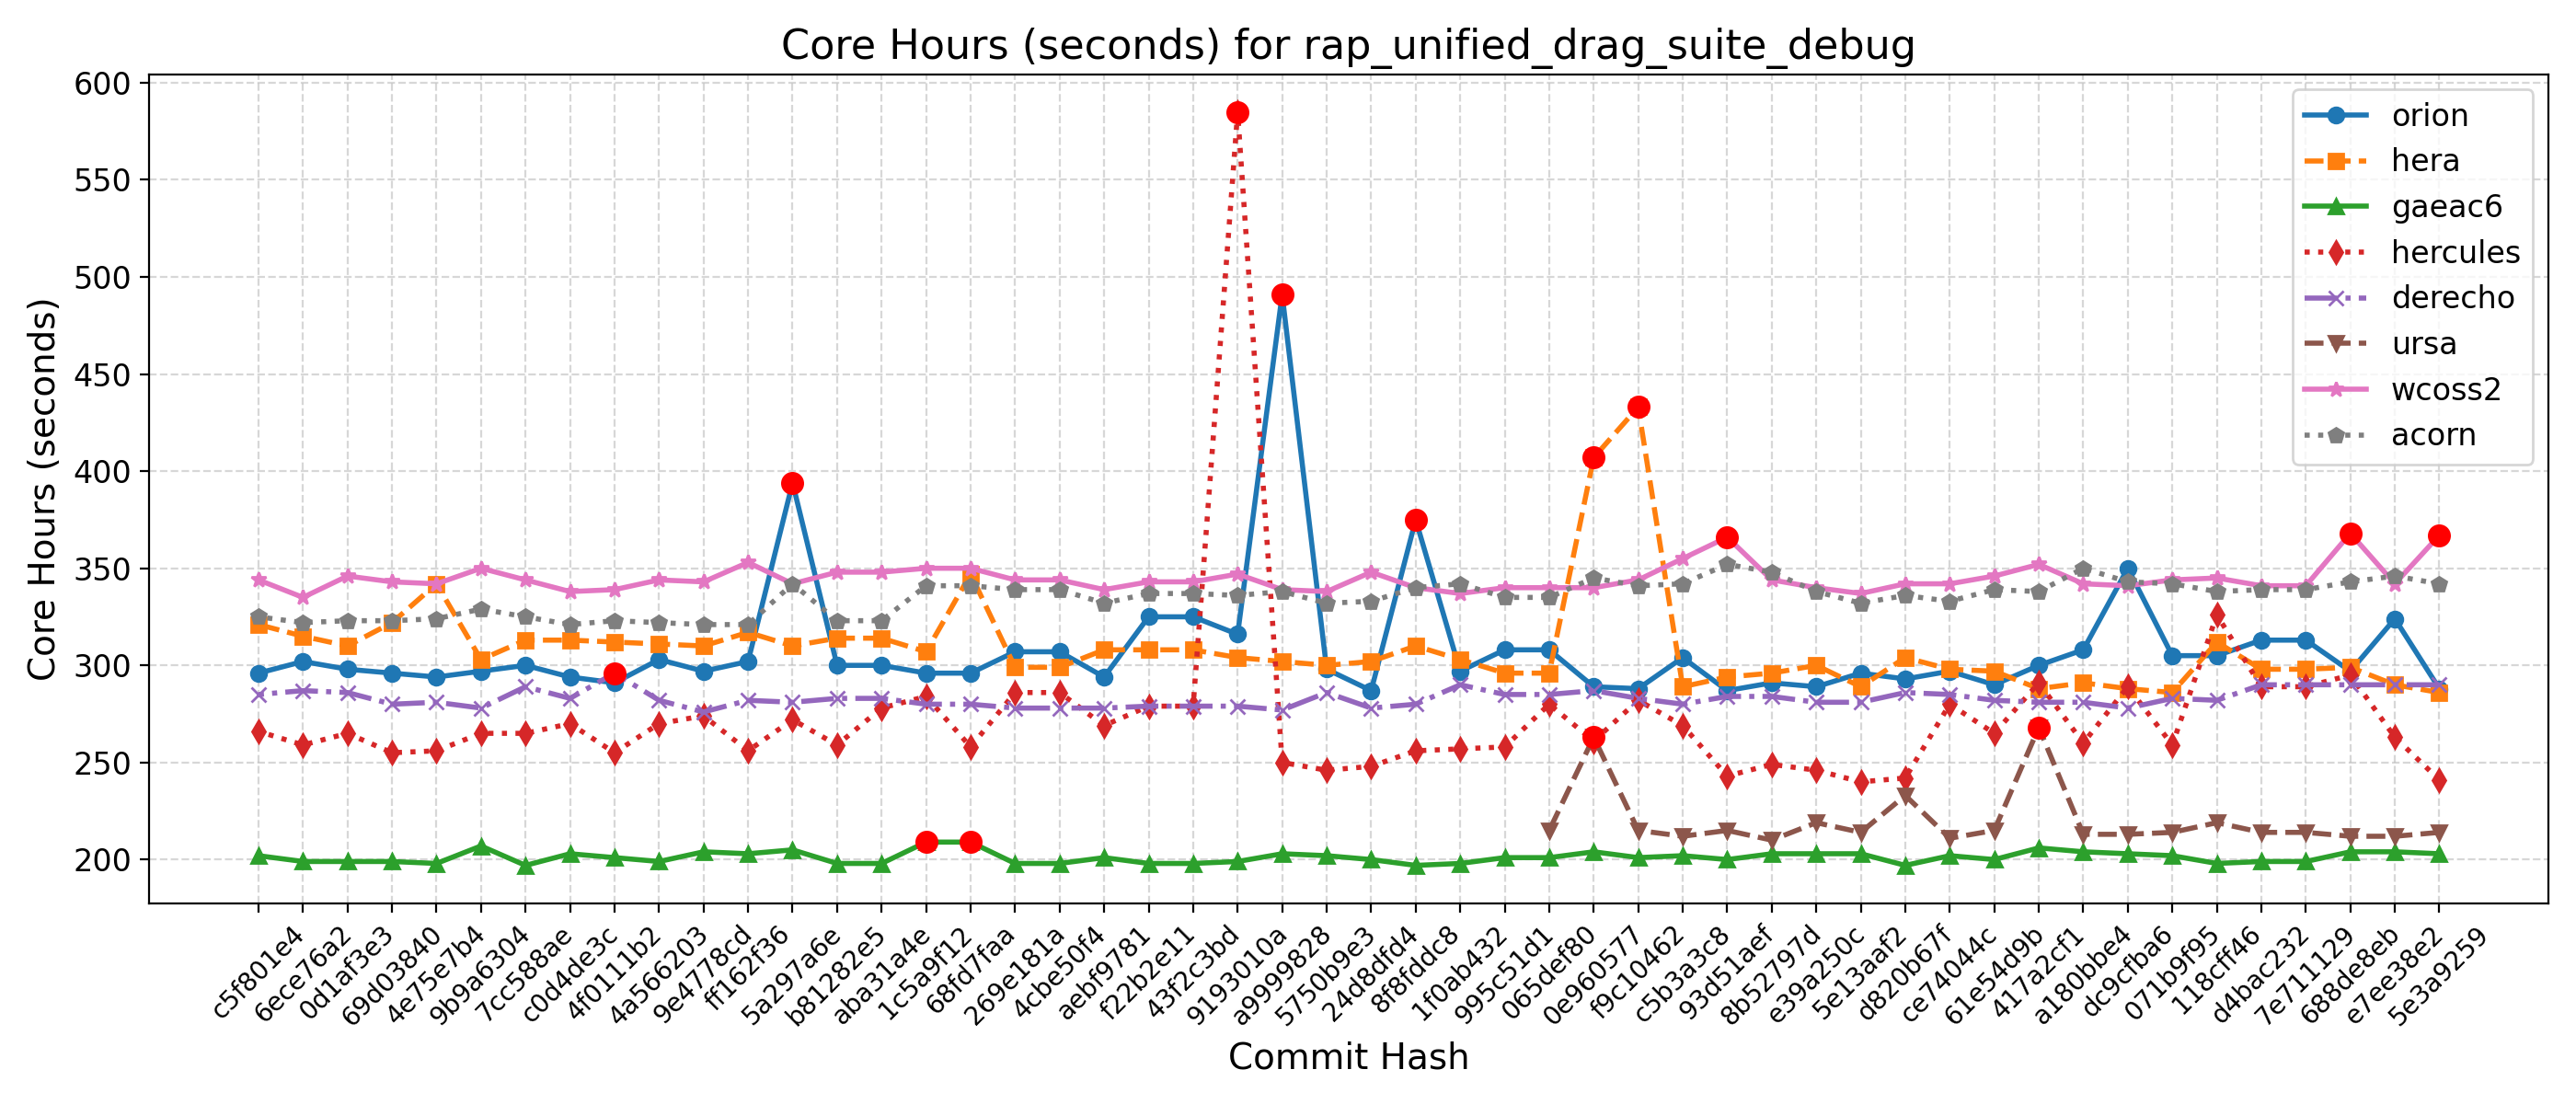 Core Hours (seconds) for rap_unified_drag_suite_debug
600
550
500
450
400
350
300
250
200
Core Hours (seconds)
orion
hera
gaeac6
hercules
derecho
ursa
wcoss2
acorn
c5f801e4
6ece76a2
0d1af3e3
69d03840
4e75e7b4
9b9a6304
7cc588ae
c0d4de3c
4f0111b2
4a566203
9e4778cd
ff162f36
5a297a6e
b81282e5
aba31a4e
1c5a9f12
68fd7faa
269e181a
4cbe50f4
aebf9781
f22b2e11
43f2c3bd
9193010a
a9999828
5750b9e3
24d8dfd4
8f8fddc8
1f0ab432
995c51d1
065def80
0e960577
f9c10462
c5b3a3c8
93d51aef
8b52797d
e39a250c
5e13aaf2
d820b67f
ce74044c
61e54d9b
417a2cf1
a180bbe4
dc9cfba6
071b9f95
118cff46
d4bac232
7e711129
688de8eb
e7ee38e2
5e3a9259
Commit Hash